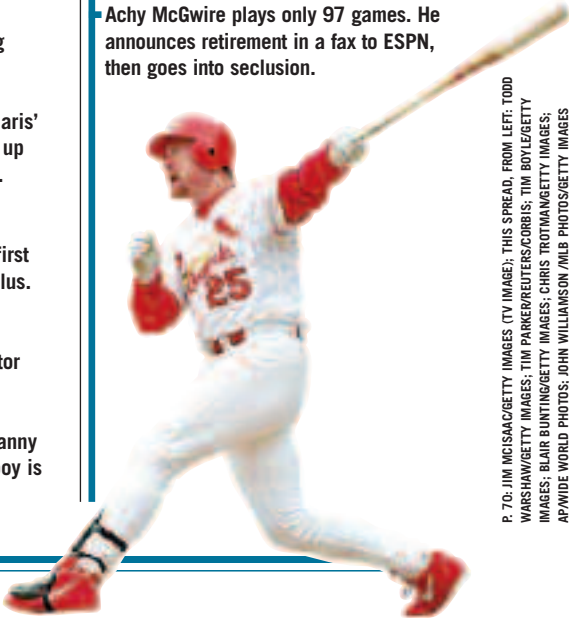 g
aris’
up
.
first
lus.
tor
anny
oy is
Achy McGwire plays only 97 games. He
announces retirement in a fax to ESPN,
then goes into seclusion.
25
P. 70: JIM MCISAAC/GETTY IMAGES (TV IMAGE); THIS SPREAD, FROM LEFT: TODD
WARSHAW/GETTY IMAGES; TIM PARKER/REUTERS/CORBIS; TIM BOYLE/GETTY
IMAGES; BLAIR BUNTING/GETTY IMAGES; CHRIS TROTMAN/GETTY IMAGES;
AP/WIDE WORLD PHOTOS; JOHN WILLIAMSON /MLB PHOTOS/GETTY IMAGES